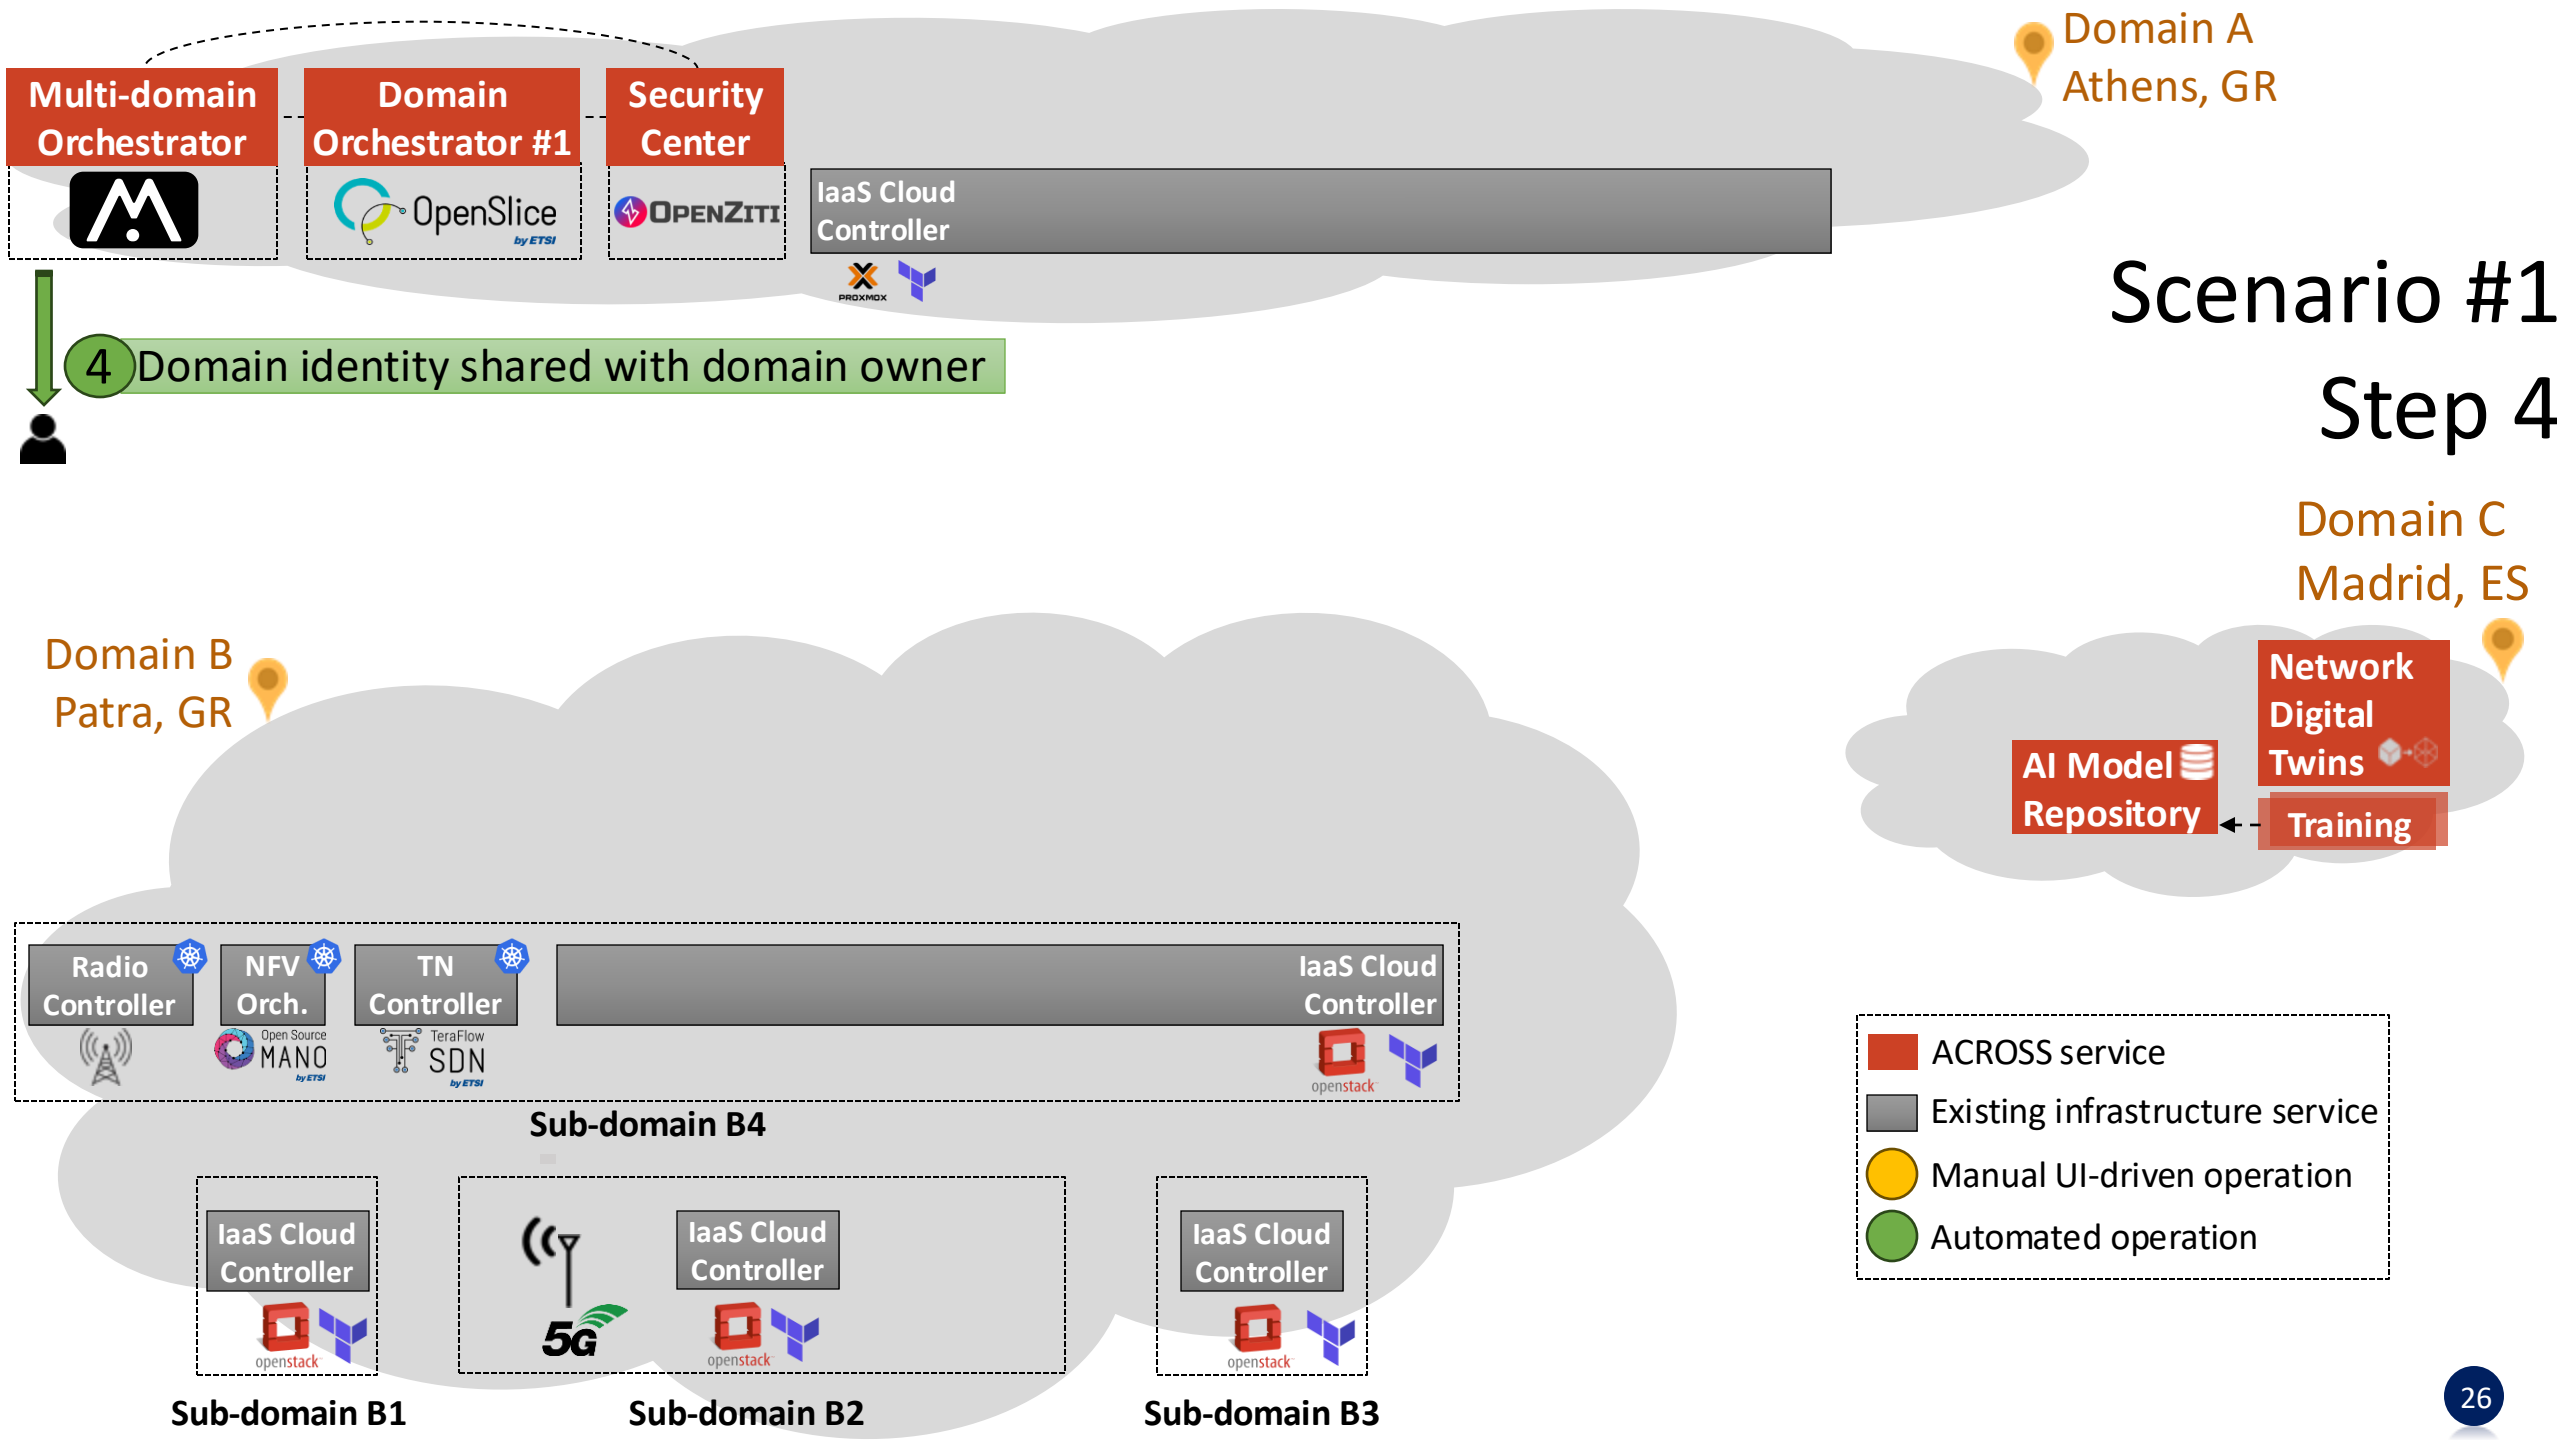 Domain A
Athens, GR
Multi-domain
Orchestrator
Domain
Orchestrator #1
OpenSlice
by ETSI
Security
Center
OPENZITI
IaaS Cloud
Controller
PROXMOX
Scenario #1
Step 4
4
Domain identity shared with domain owner
Domain C
Madrid, ES
Network
Digital
Twins
AI Model
Repository
Training
Domain B
Patra, GR
Radio
Controller
NFV
Orch.
Open Source
MANO
by ETSI
TN
Controller
TeraFlow
SDN
by ETSI
IaaS Cloud
Controller
openstack
Sub-domain B4
IaaS Cloud
Controller
openstack
Sub-domain B1
5G
IaaS Cloud
Controller
openstack
Sub-domain B2
IaaS Cloud
Controller
openstack
Sub-domain B3
ACROSS service
Existing infrastructure service
Manual UI-driven operation
Automated operation
26